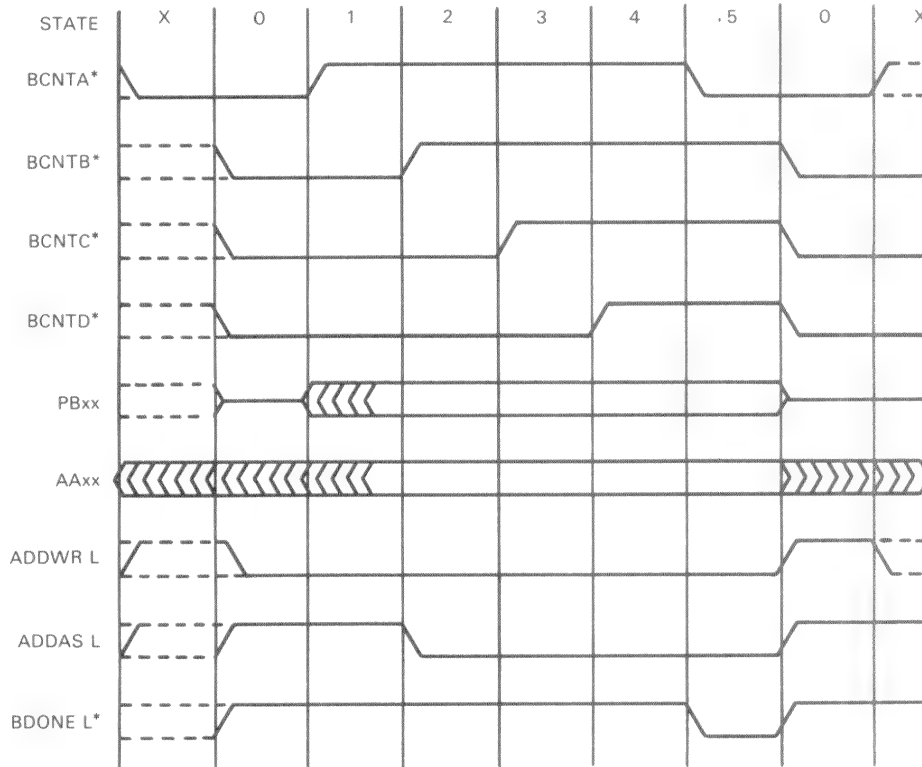 STATE X 0 1 2 3 4 .5 0 X
BCNTA*
BCNTB*
BCNTC*
BCNTD*
PBxx
AAxx
ADDWR L
ADDAS L
BDONE L*